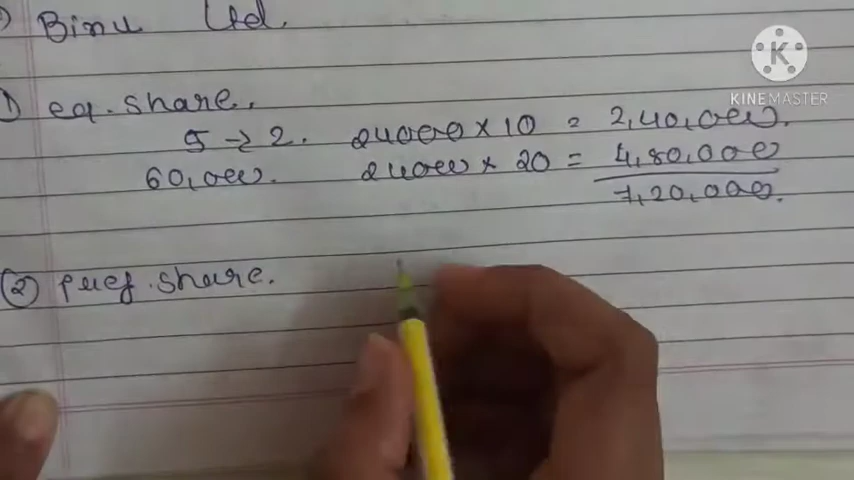 Binu Ltd.
KINEMASTER
1) eq. share.
5 → 2. 24000 × 10 = 2,40,000.
60,000. 24000 × 20 = 4,80,000
7,20,000.
(2) pref. share.